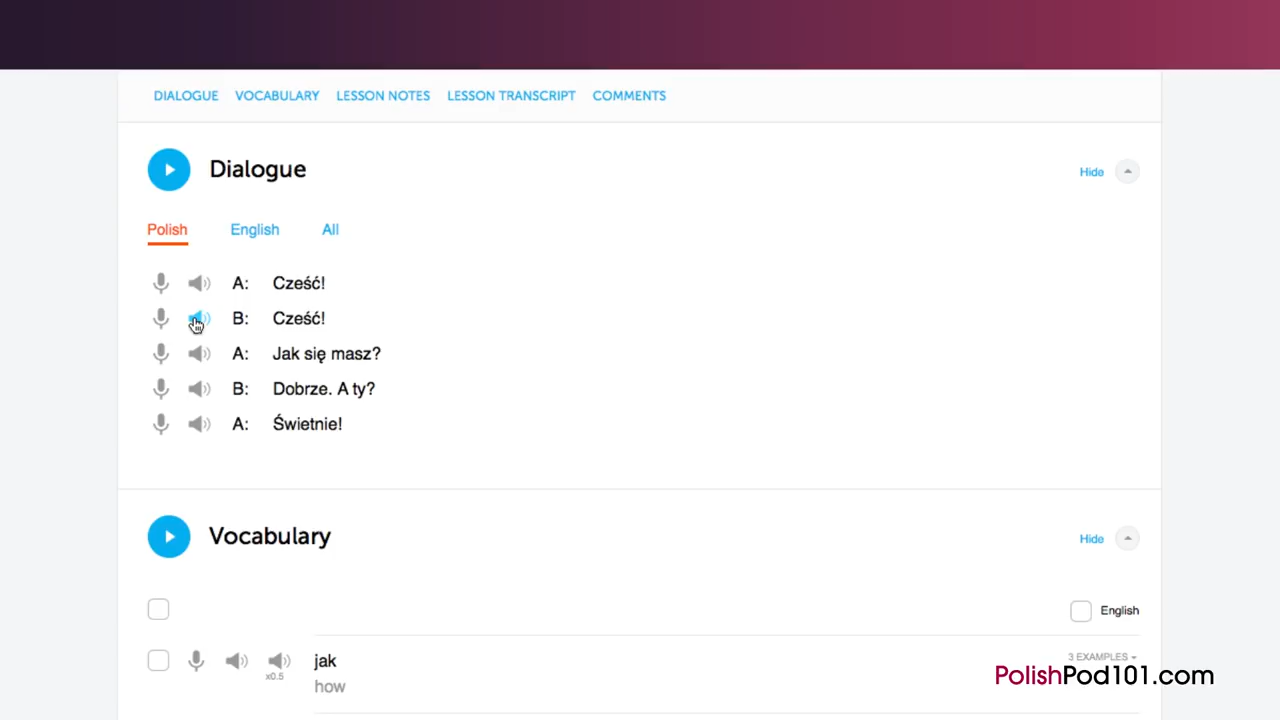 DIALOGUE VOCABULARY LESSON NOTES LESSON TRANSCRIPT COMMENTS
Dialogue
Hide
Polish English All
A: Cześć!
B: Cześć!
A: Jak się masz?
B: Dobrze. A ty?
A: Świetnie!
Vocabulary
Hide
English
jak
3 EXAMPLES
x0.5
how
PolishPod101.com